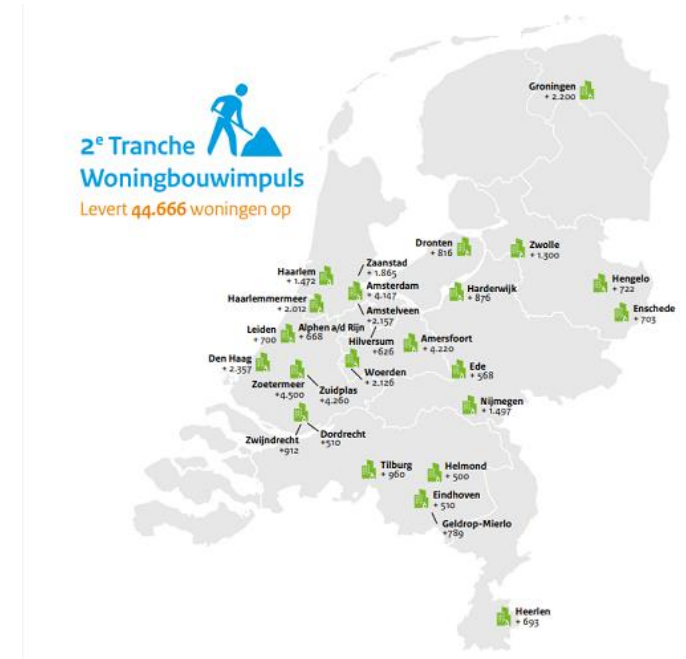 2e Tranche
Woningbouwimpuls
Levert 44.666 woningen op
Groningen
+ 2.200
Dronten
+ 816
Zwolle
+ 1.300
Zaanstad
+ 1.865
Haarlem
+ 1.472
Amsterdam
+ 4.147
Hengelo
+ 722
Harderwijk
+ 876
Haarlemmermeer
+ 2.012
Amstelveen
+2.157
Enschede
+ 703
Leiden
+ 700
Alphen a/d Rijn
+ 668
Hilversum
+626
Amersfoort
+ 4.220
Den Haag
+ 2.357
Woerden
+ 2.126
Ede
+ 568
Zoetermeer
+4.500
Zuidplas
+4.260
Nijmegen
+ 1.497
Zwijndrecht
+912
Dordrecht
+510
Tilburg
+ 960
Helmond
+ 500
Eindhoven
+ 510
Geldrop-Mierlo
+789
Heerlen
+ 693